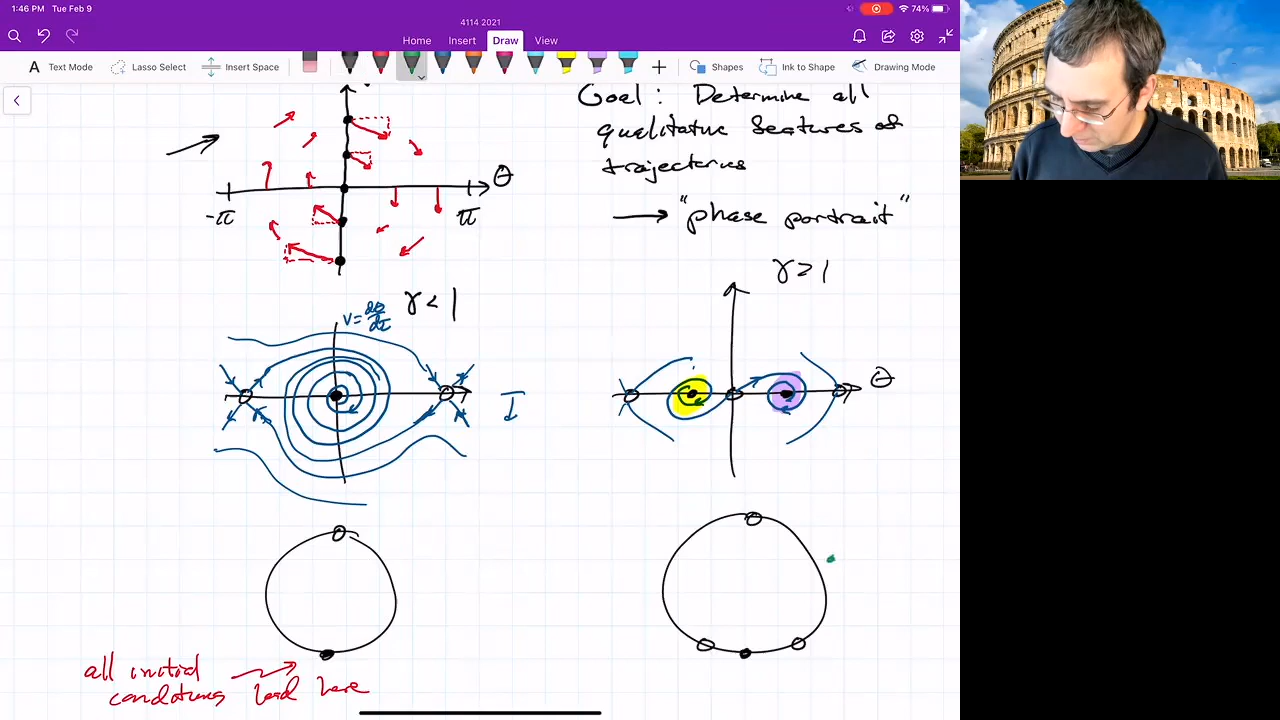 1:46 PM Tue Feb 9
74%
4114 2021
Home Insert Draw View
Text Mode Lasso Select Insert Space Shapes Ink to Shape Drawing Mode
Goal: Determine all
qualitative features of
trajectories
→ "phase portrait"
θ
-π
π
γ < 1
v = dθ/dτ
γ > 1
θ
I
all initial
conditions lead here